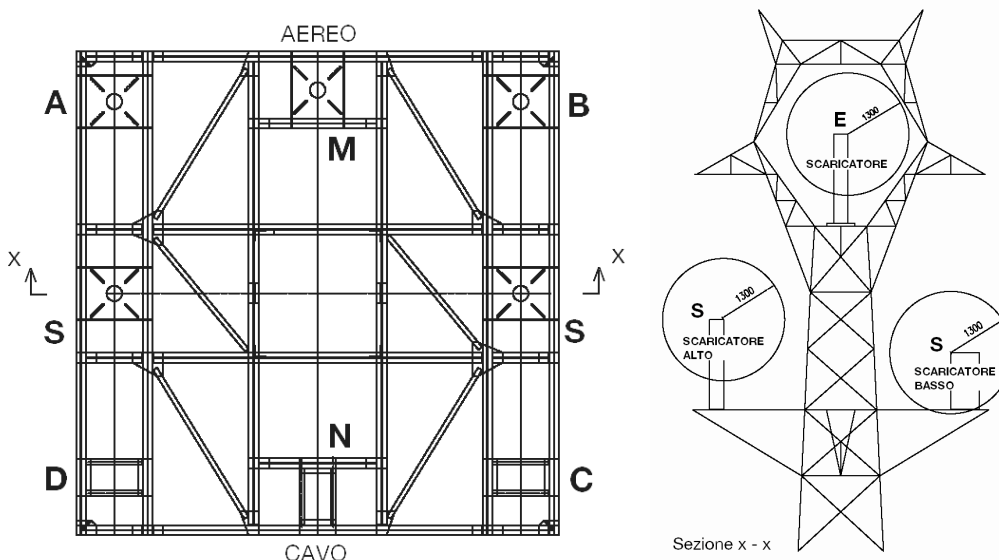 AEREO
A
B
M
X
X
S
S
N
D
C
CAVO
1300
E
SCARICATORE
1300
S
SCARICATORE
ALTO
1300
S
SCARICATORE
BASSO
Sezione x - x